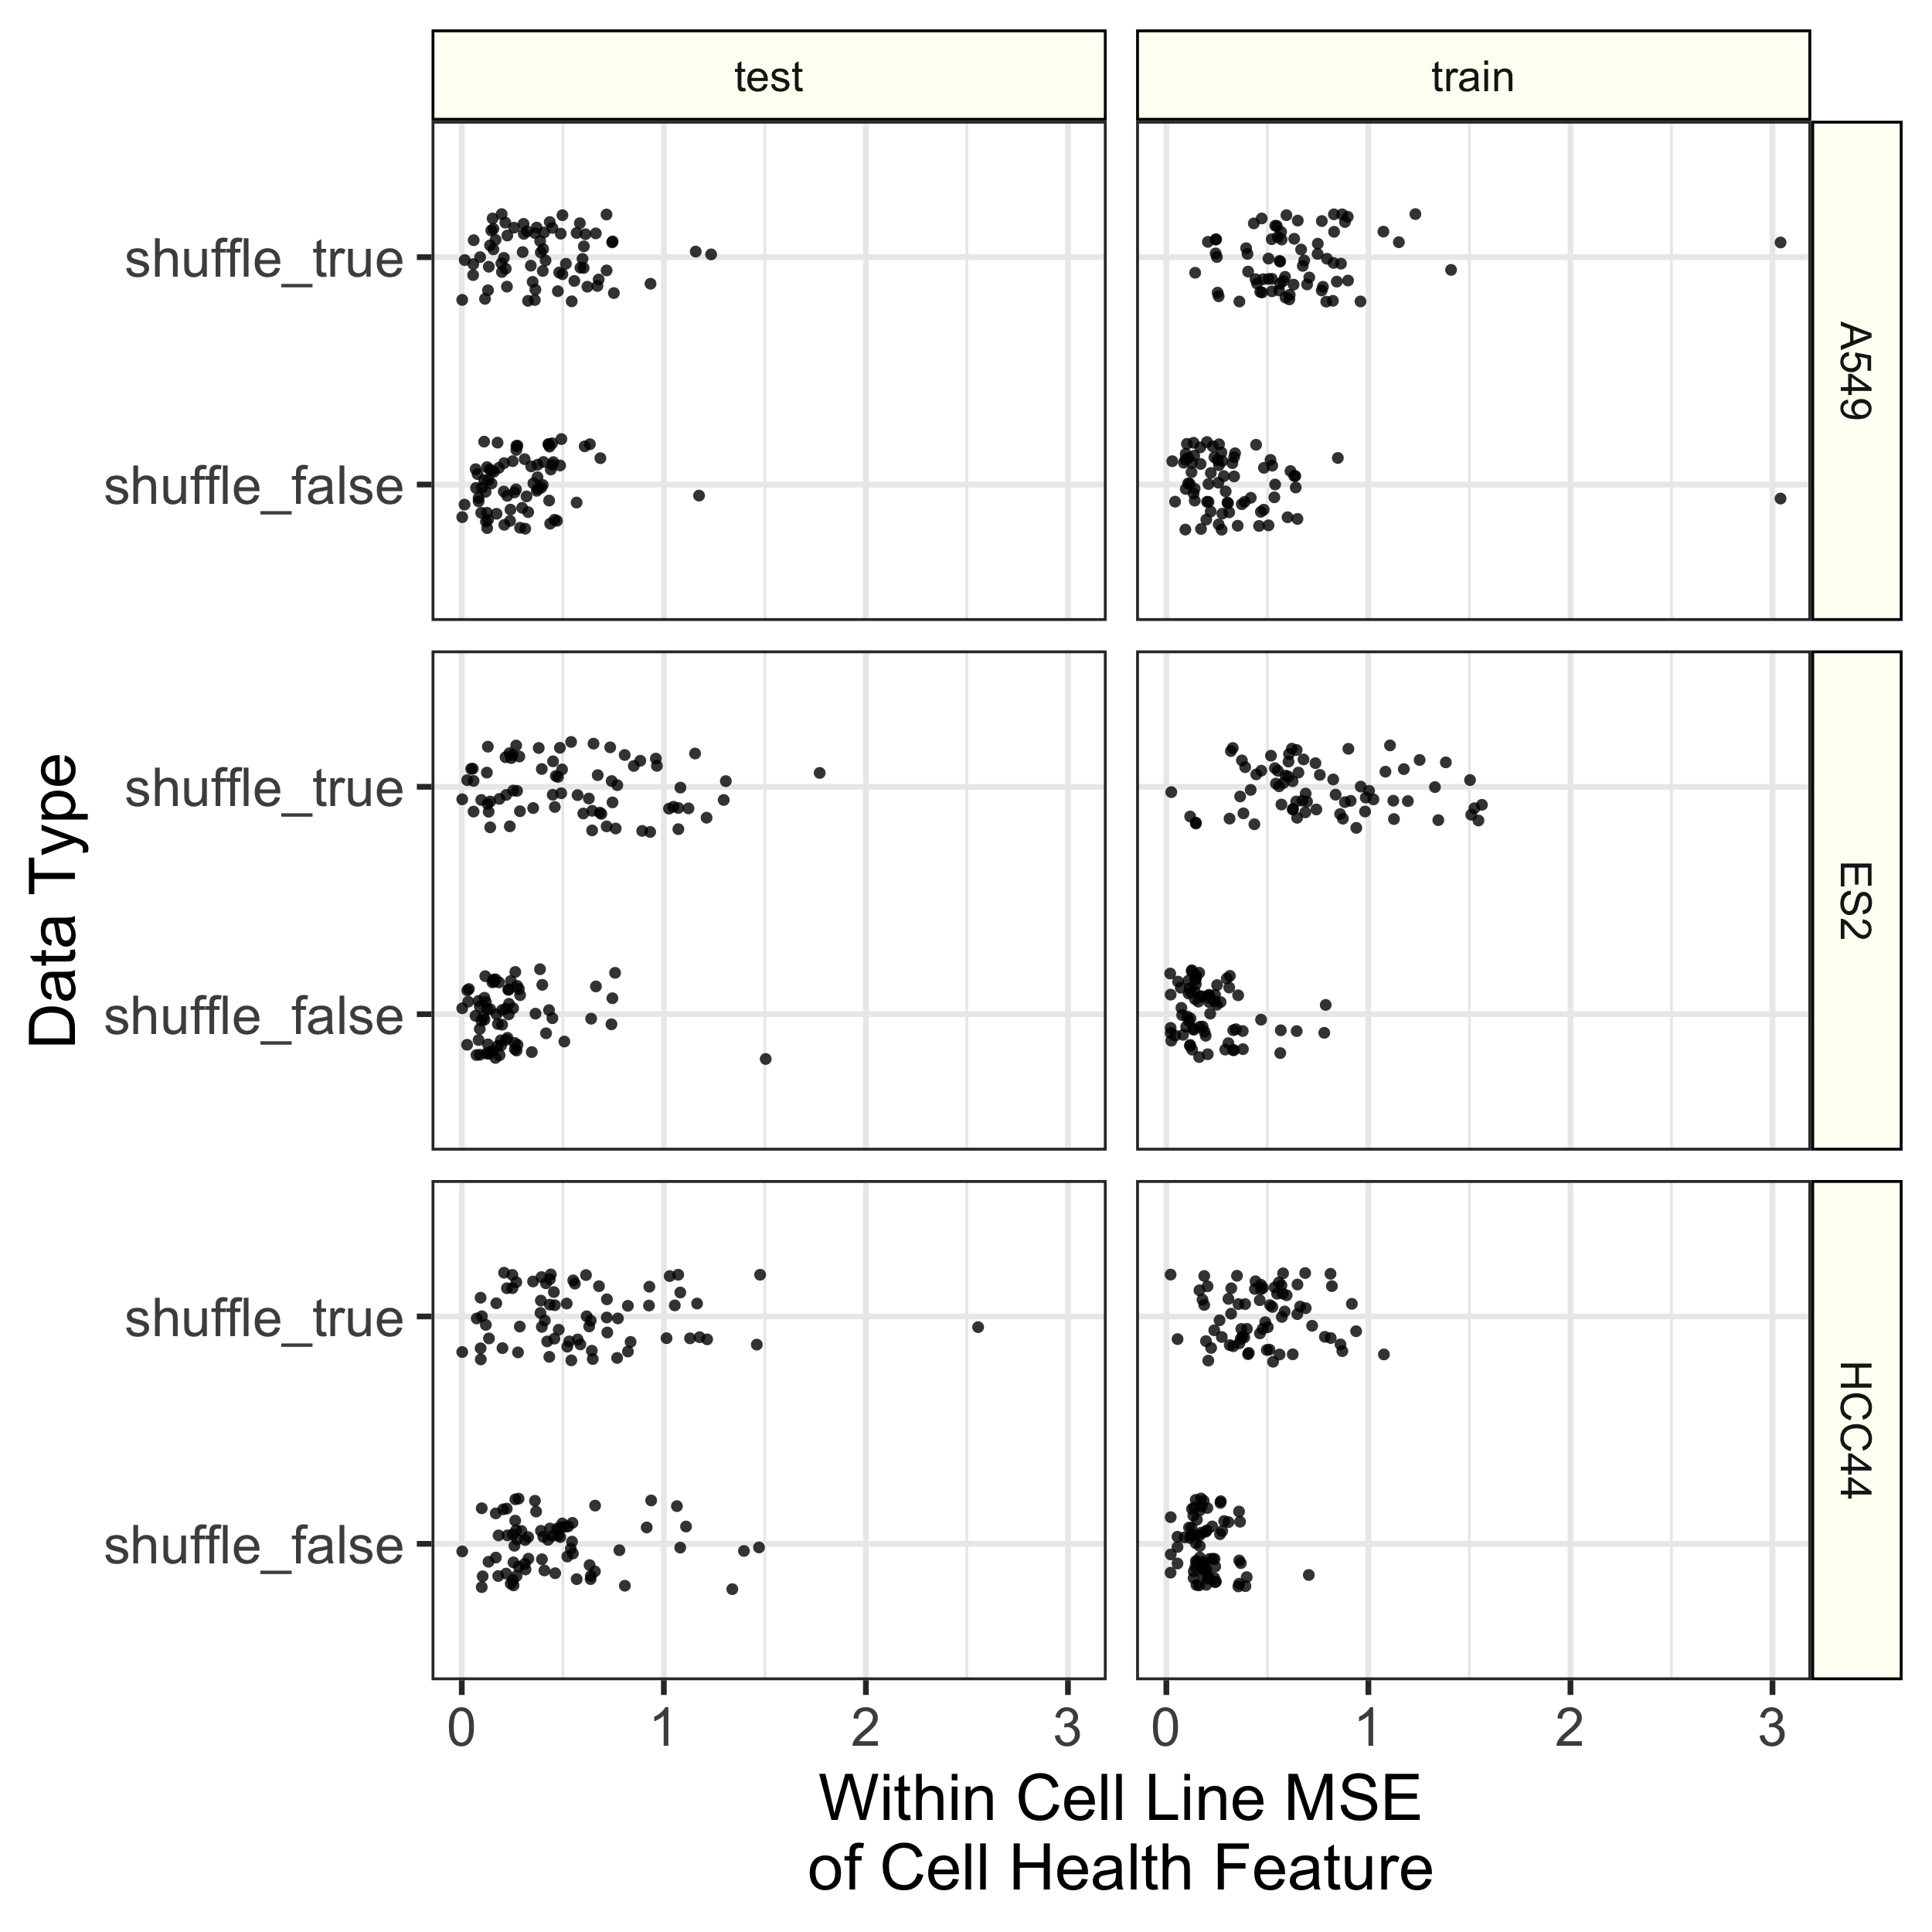 test
train
shuffle_true
shuffle_false
A549
shuffle_true
shuffle_false
ES2
shuffle_true
shuffle_false
HCC44
Data Type
0 1 2 3
0 1 2 3
Within Cell Line MSE
of Cell Health Feature